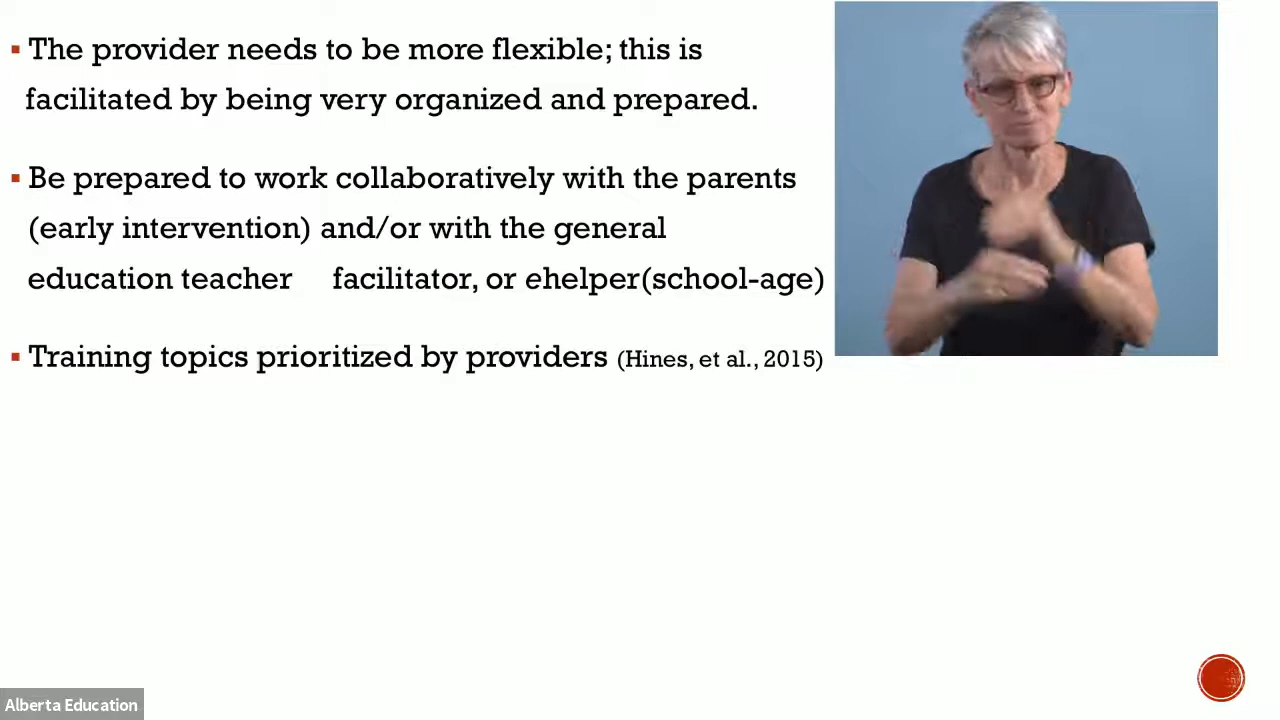 ▪ The provider needs to be more flexible; this is
facilitated by being very organized and prepared.
▪ Be prepared to work collaboratively with the parents
(early intervention) and/or with the general
education teacher facilitator, or ehelper(school-age)
▪ Training topics prioritized by providers (Hines, et al., 2015)
Alberta Education